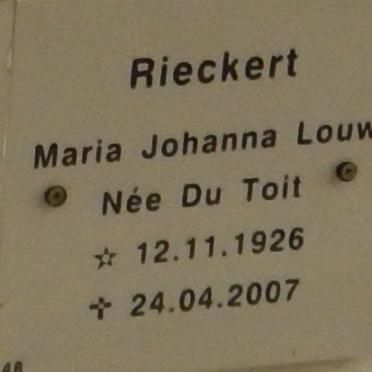 Rieckert
Maria Johanna Louw
Née Du Toit
☆ 12.11.1926
✢ 24.04.2007